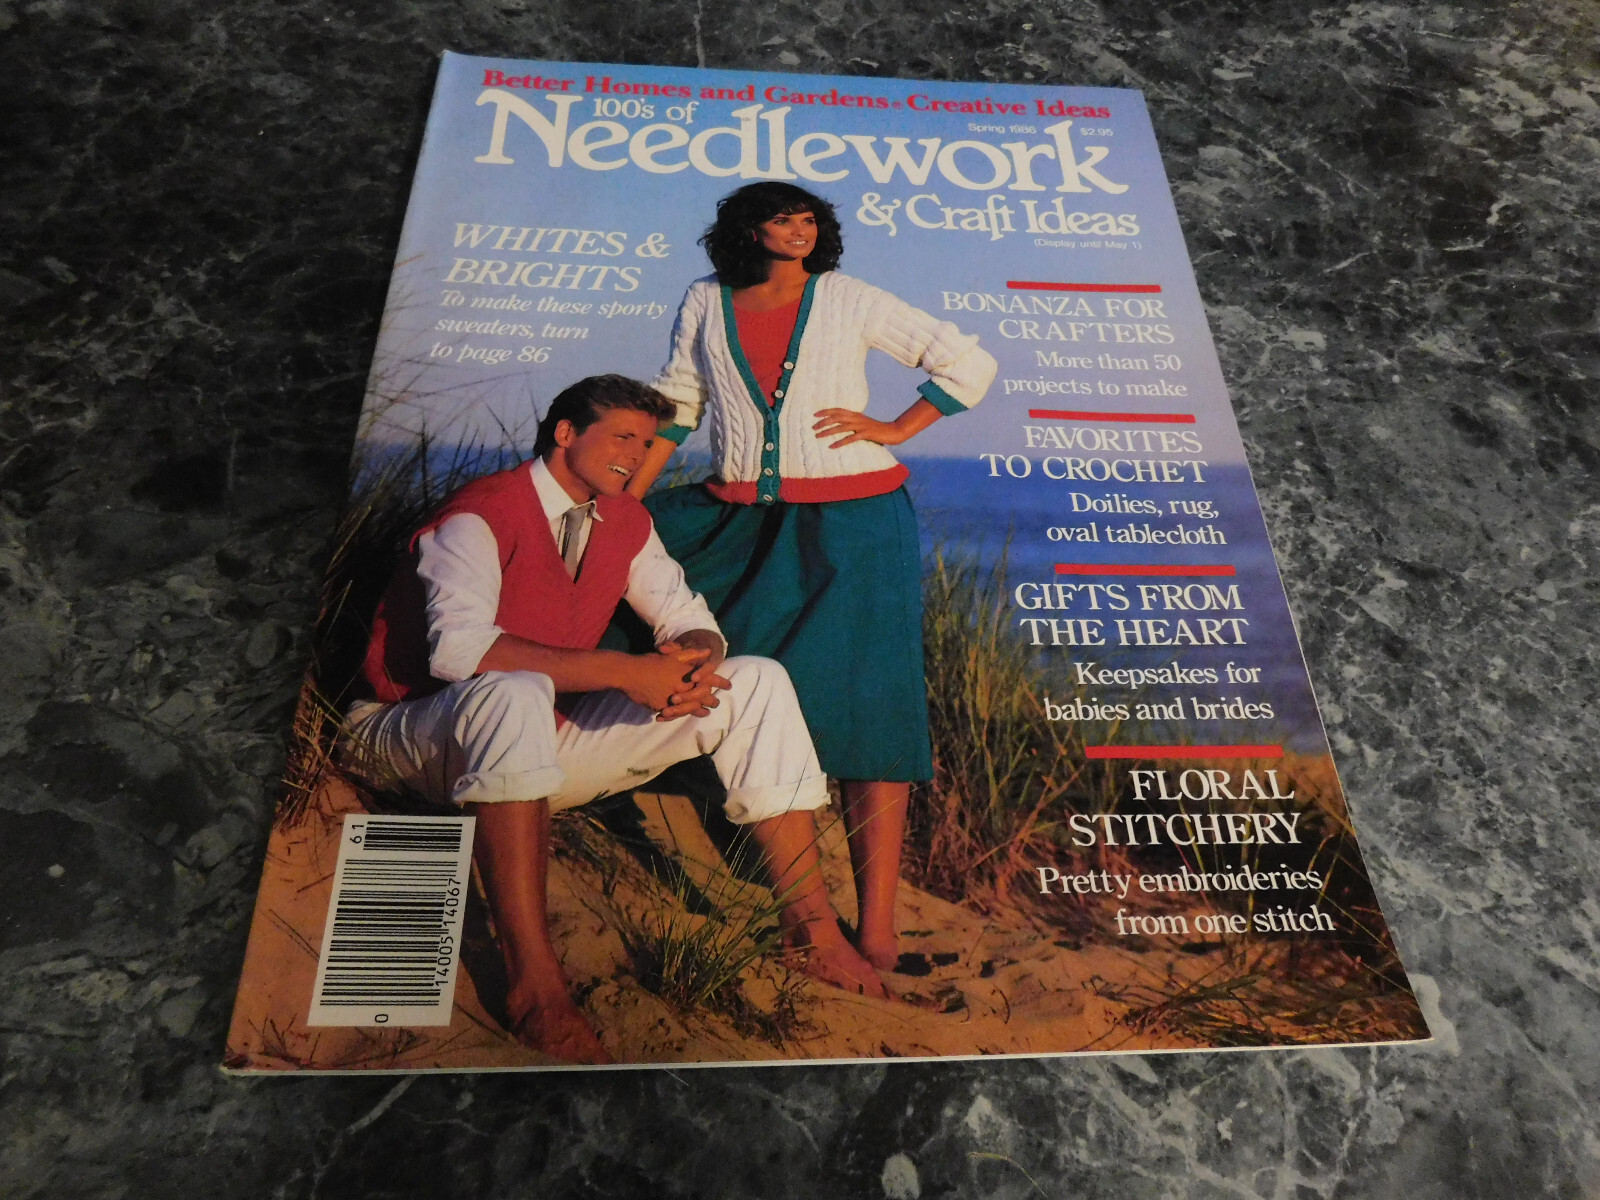 Better Homes and Gardens® Creative Ideas
100's of
Needlework
& Craft Ideas
Spring 1986 $2.95
(Display until May 1)
WHITES &
BRIGHTS
To make these sporty
sweaters, turn
to page 86
BONANZA FOR
CRAFTERS
More than 50
projects to make
FAVORITES
TO CROCHET
Doilies, rug,
oval tablecloth
GIFTS FROM
THE HEART
Keepsakes for
babies and brides
FLORAL
STITCHERY
Pretty embroideries
from one stitch
0 14005 14067 61